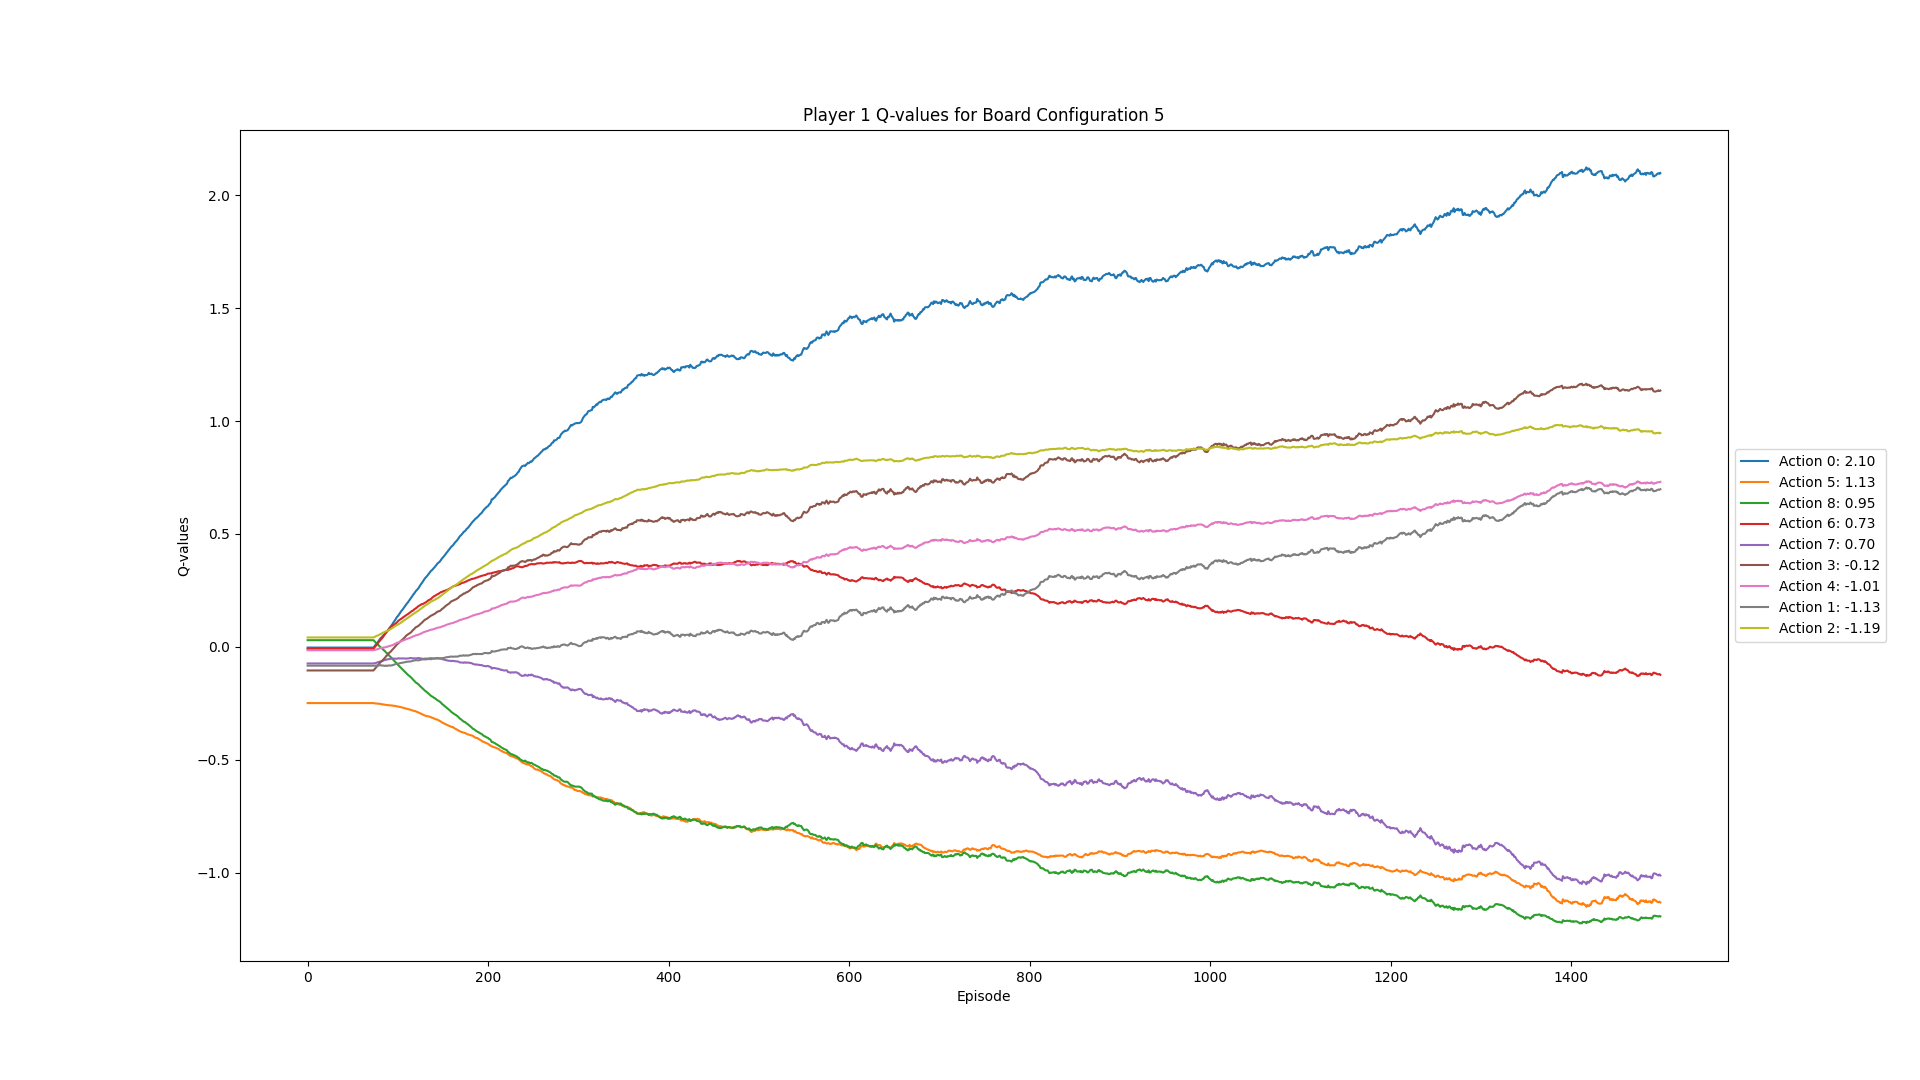 Player 1 Q-values for Board Configuration 5
Q-values
2.0
1.5
1.0
0.5
0.0
−0.5
−1.0
0 200 400 600 800 1000 1200 1400
Episode
Action 0: 2.10
Action 5: 1.13
Action 8: 0.95
Action 6: 0.73
Action 7: 0.70
Action 3: -0.12
Action 4: -1.01
Action 1: -1.13
Action 2: -1.19